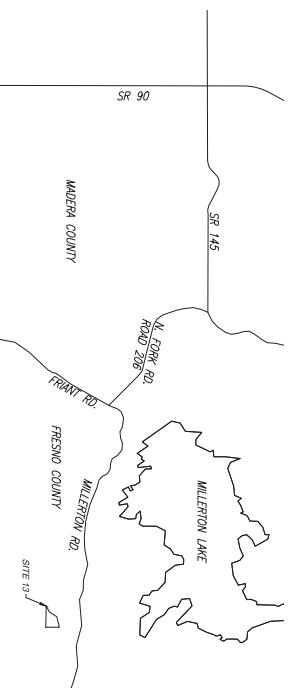 SR 90
SR 145
MADERA COUNTY
N. FORK RD.
ROAD 206
FRIANT RD.
MILLERTON LAKE
FRESNO COUNTY
MILLERTON RD.
SITE 13